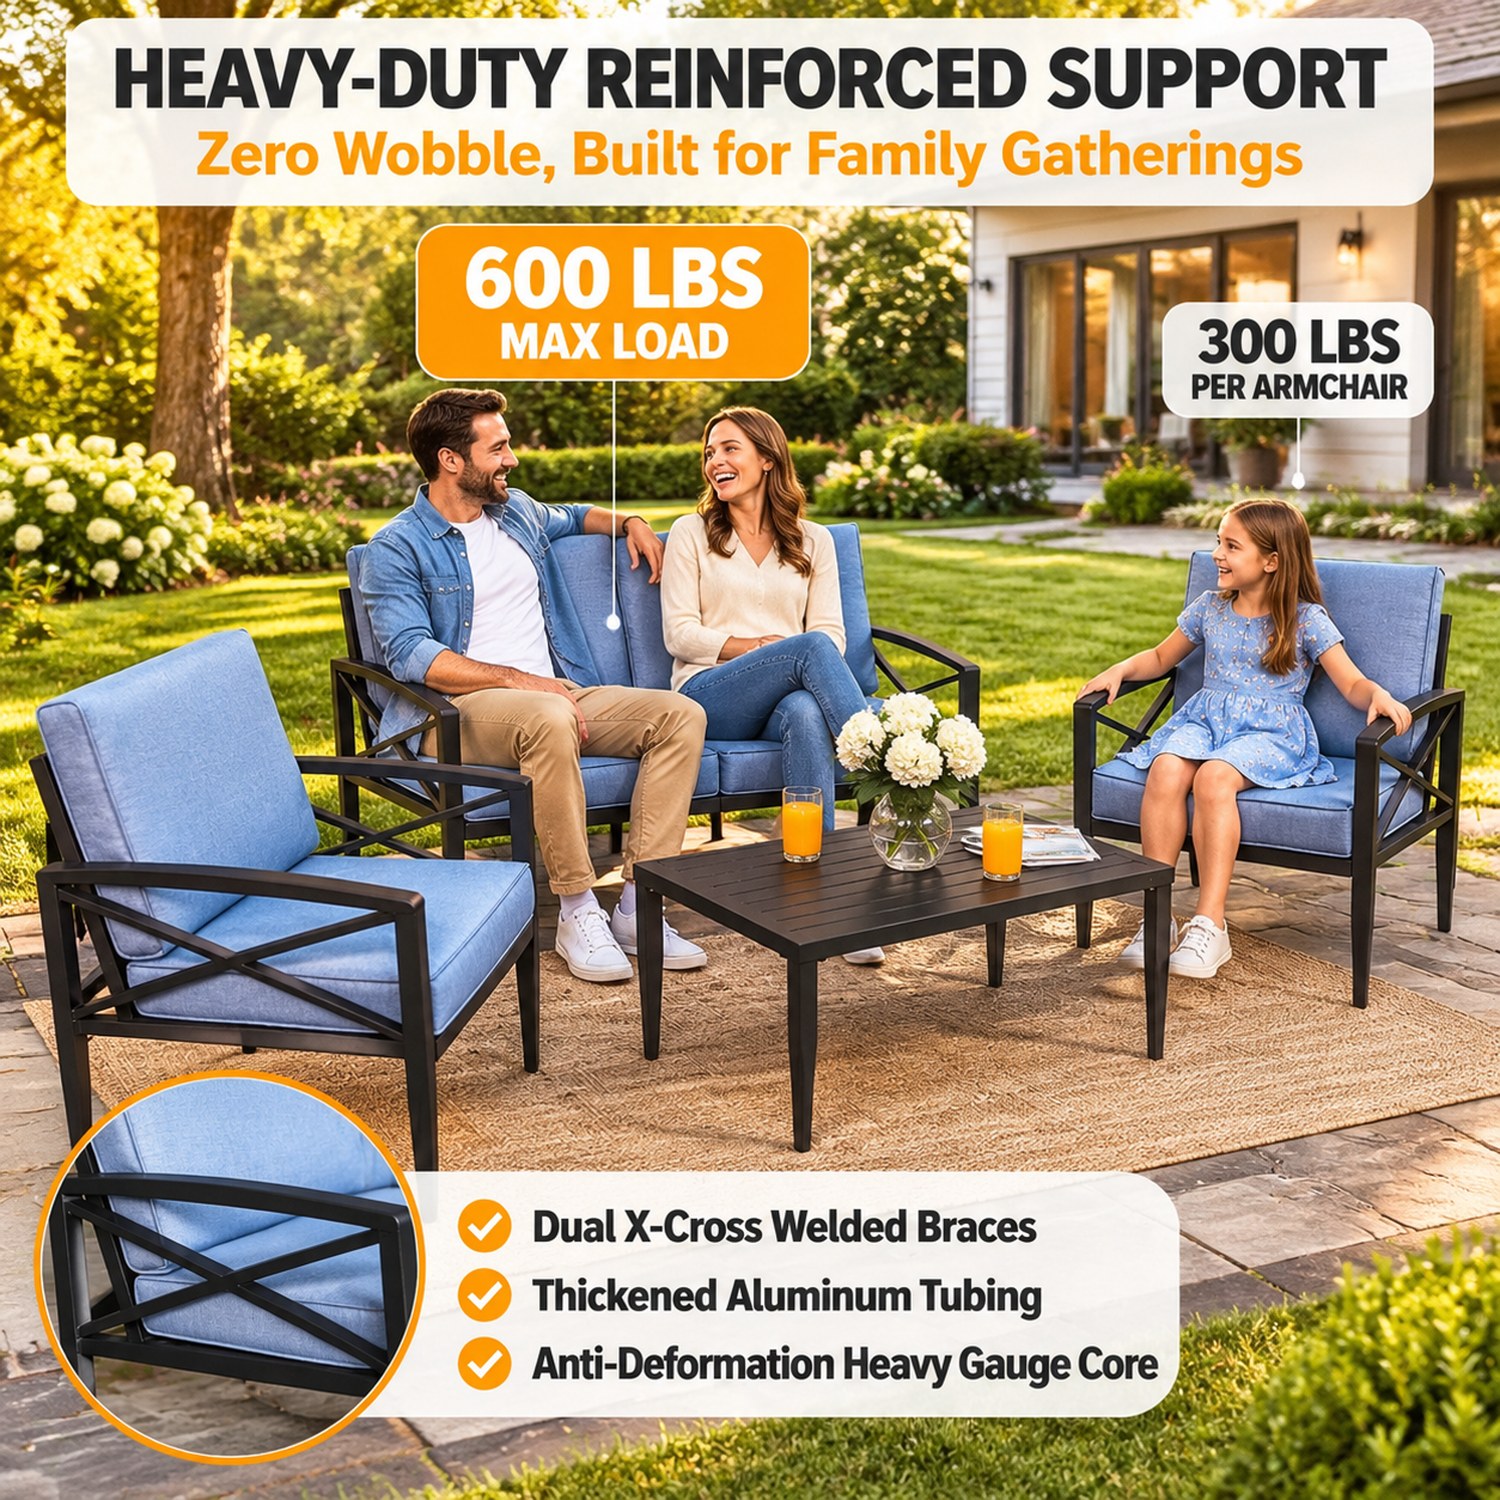 HEAVY-DUTY REINFORCED SUPPORT
Zero Wobble, Built for Family Gatherings
600 LBS
MAX LOAD
300 LBS
PER ARMCHAIR
Dual X-Cross Welded Braces
Thickened Aluminum Tubing
Anti-Deformation Heavy Gauge Core